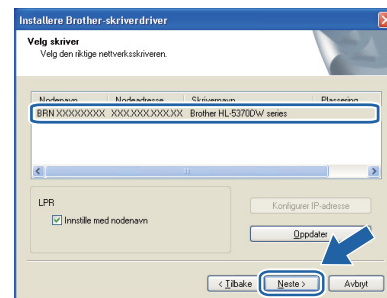 Installere Brother-skriverdriver
Velg skriver
Velg den riktige nettverksskriveren.
Nodenavn Nodeadresse Skrivernavn Plassering
BRN XXXXXXXXX XXX.XXX.XXX.XX Brother HL-5370DW series
LPR
Innstille med nodenavn
Konfigurer IP-adresse
Oppdater
< Tilbake Neste > Avbryt